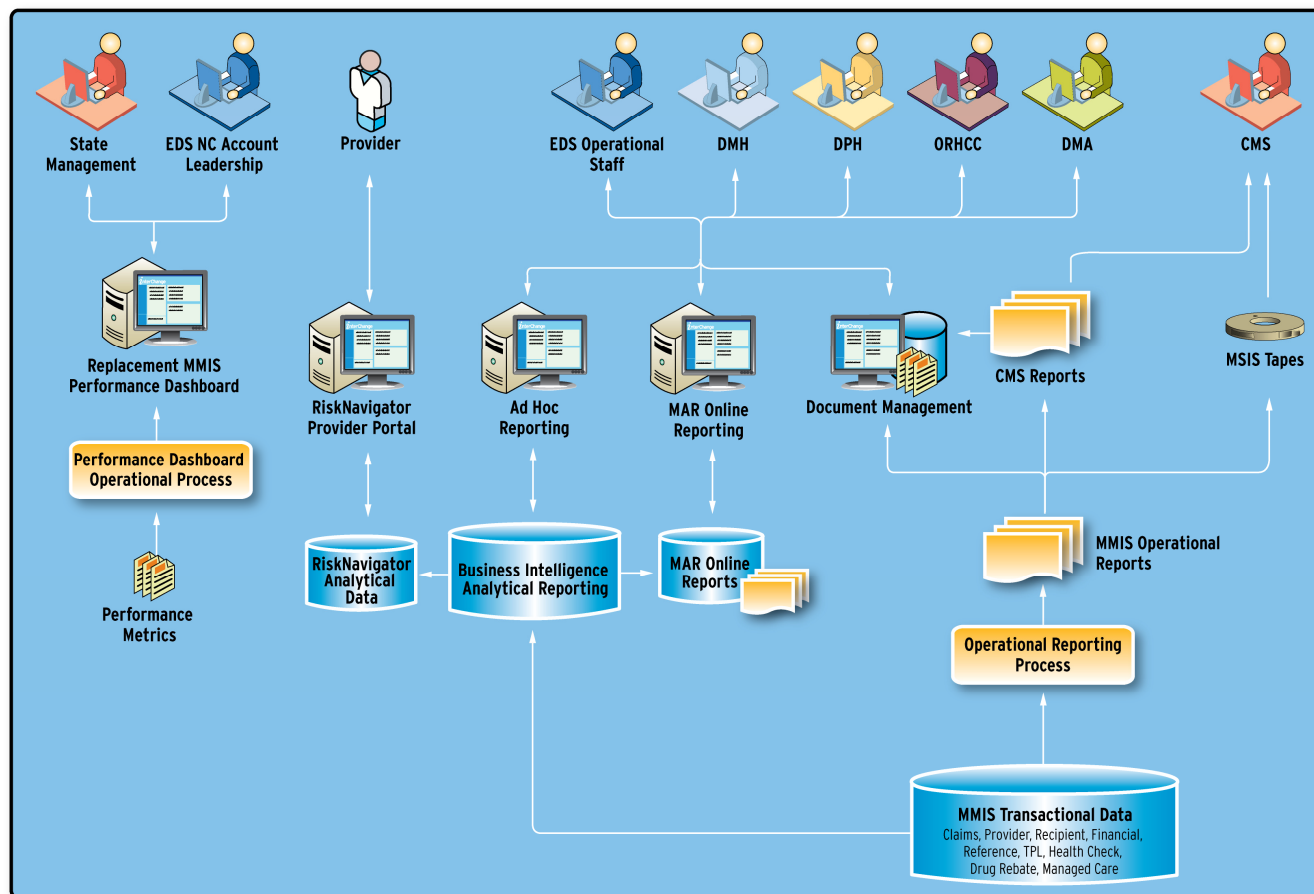 State
Management
EDS NC Account
Leadership
Provider
EDS Operational
Staff
DMH
DPH
ORHCC
DMA
CMS
Replacement MMIS
Performance Dashboard
RiskNavigator
Provider Portal
Ad Hoc
Reporting
MAR Online
Reporting
Document Management
CMS Reports
MSIS Tapes
Performance Dashboard
Operational Process
Performance
Metrics
RiskNavigator
Analytical
Data
Business Intelligence
Analytical Reporting
MAR Online
Reports
MMIS Operational
Reports
Operational Reporting
Process
MMIS Transactional Data
Claims, Provider, Recipient, Financial,
Reference, TPL, Health Check,
Drug Rebate, Managed Care